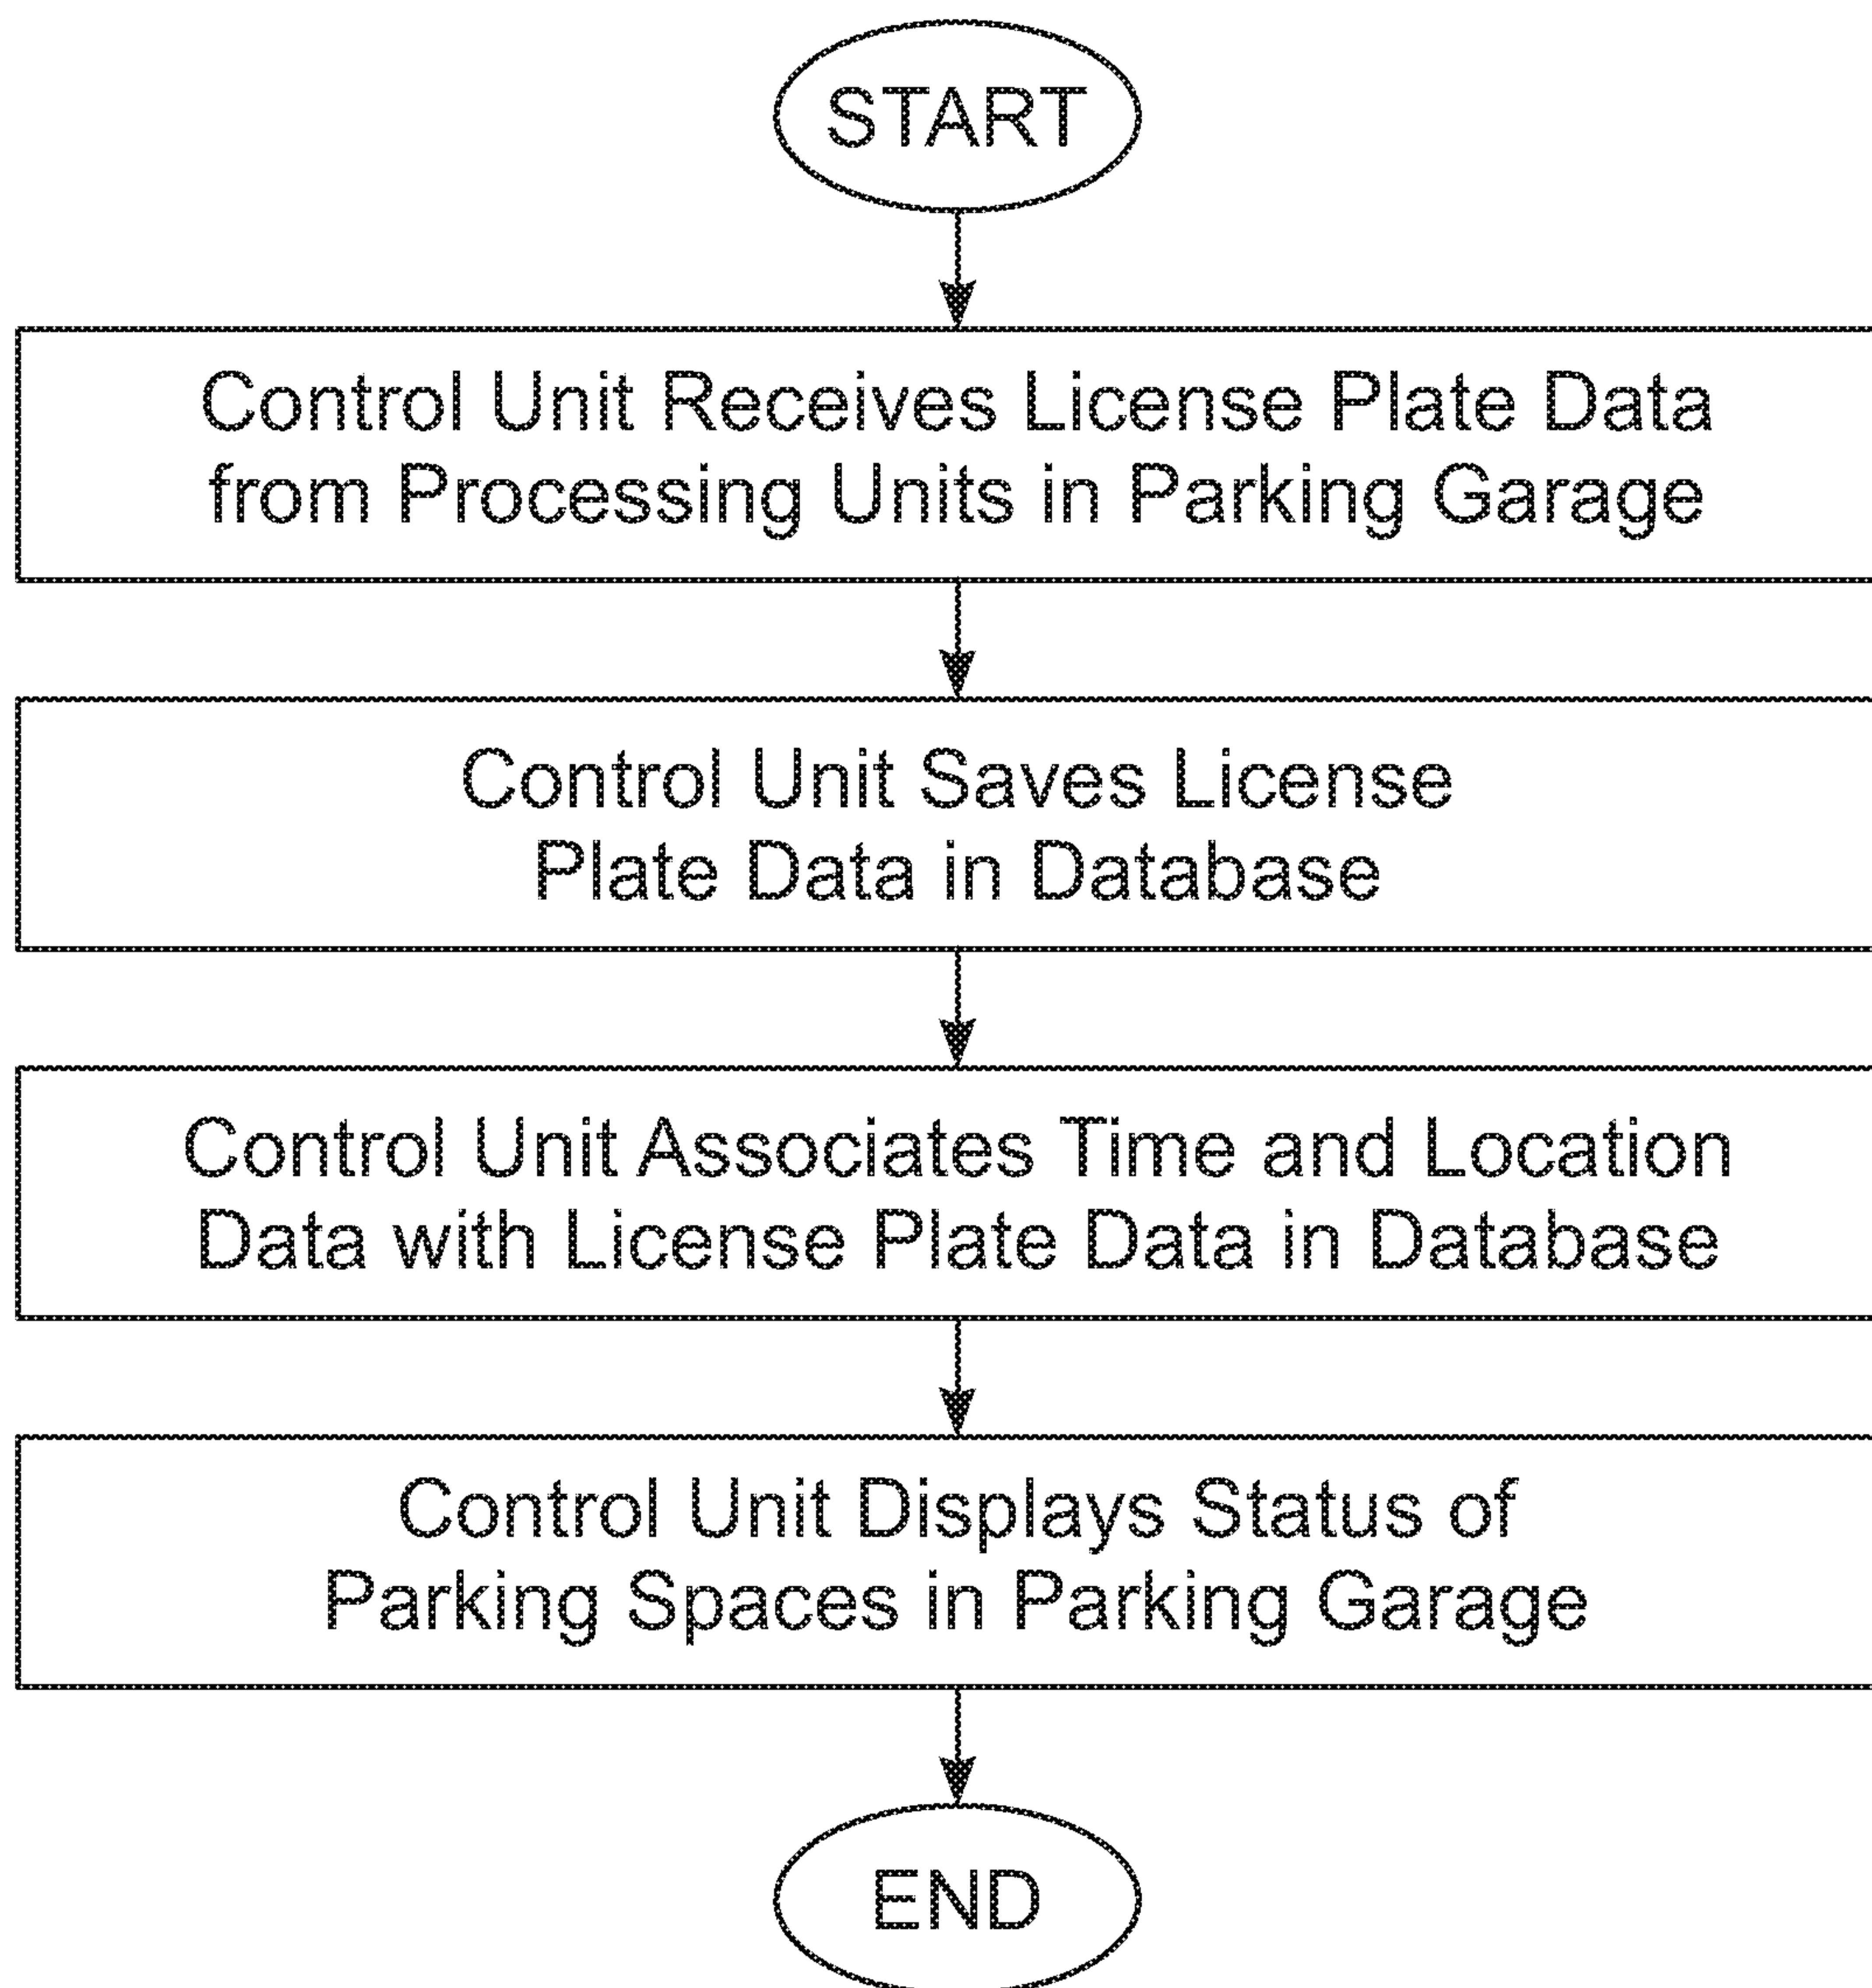 START
Control Unit Receives License Plate Data
from Processing Units in Parking Garage
Control Unit Saves License
Plate Data in Database
Control Unit Associates Time and Location
Data with License Plate Data in Database
Control Unit Displays Status of
Parking Spaces in Parking Garage
END